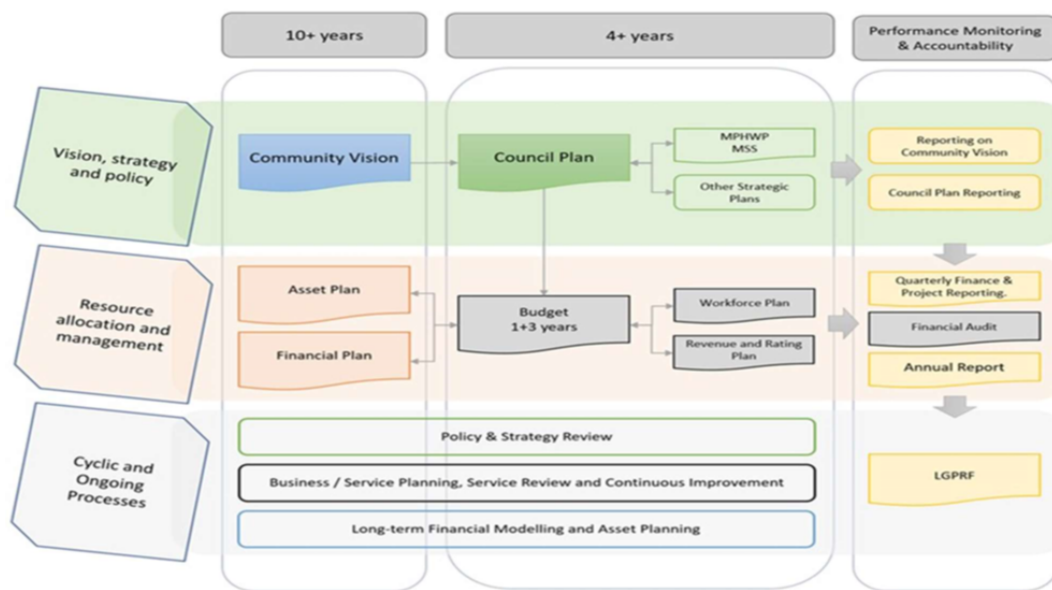 10+ years
4+ years
Performance Monitoring
& Accountability
Vision, strategy
and policy
Community Vision
Council Plan
MPHWP
MSS
Other Strategic
Plans
Reporting on
Community Vision
Council Plan Reporting
Resource
allocation and
management
Asset Plan
Financial Plan
Budget
1+3 years
Workforce Plan
Revenue and Rating
Plan
Quarterly Finance &
Project Reporting.
Financial Audit
Annual Report
Cyclic and
Ongoing
Processes
Policy & Strategy Review
Business / Service Planning, Service Review and Continuous Improvement
Long-term Financial Modelling and Asset Planning
LGPRF